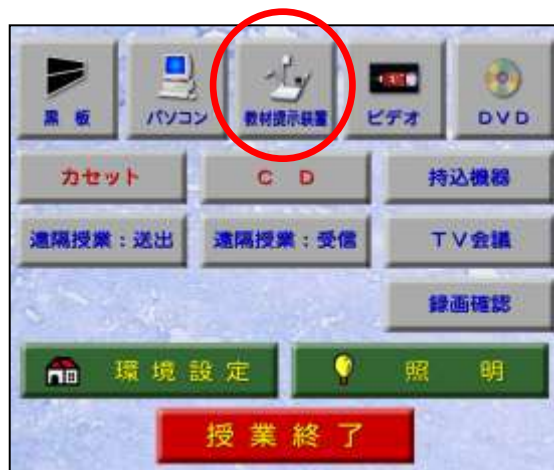 黒 板 パソコン 教材提示装置 ビデオ DVD
カセット C D 持込機器
遠隔授業：送出 遠隔授業：受信 TV会議
録画確認
環 境 設 定 照 明
授 業 終 了